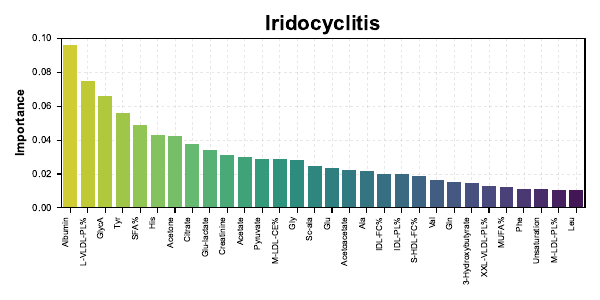 Iridocyclitis
Importance
0.10
0.08
0.06
0.04
0.02
0.00
Albumin
L-VLDL-PL%
GlycA
Tyr
SFA%
His
Acetone
Citrate
Glu-lactate
Creatinine
Acetate
Pyruvate
M-LDL-CE%
Gly
Sc-ala
Glu
Acetoacetate
Ala
IDL-FC%
IDL-PL%
S-HDL-FC%
Val
Gln
3-Hydroxybutyrate
XXL-VLDL-PL%
MUFA%
Phe
Unsaturation
M-LDL-PL%
Leu